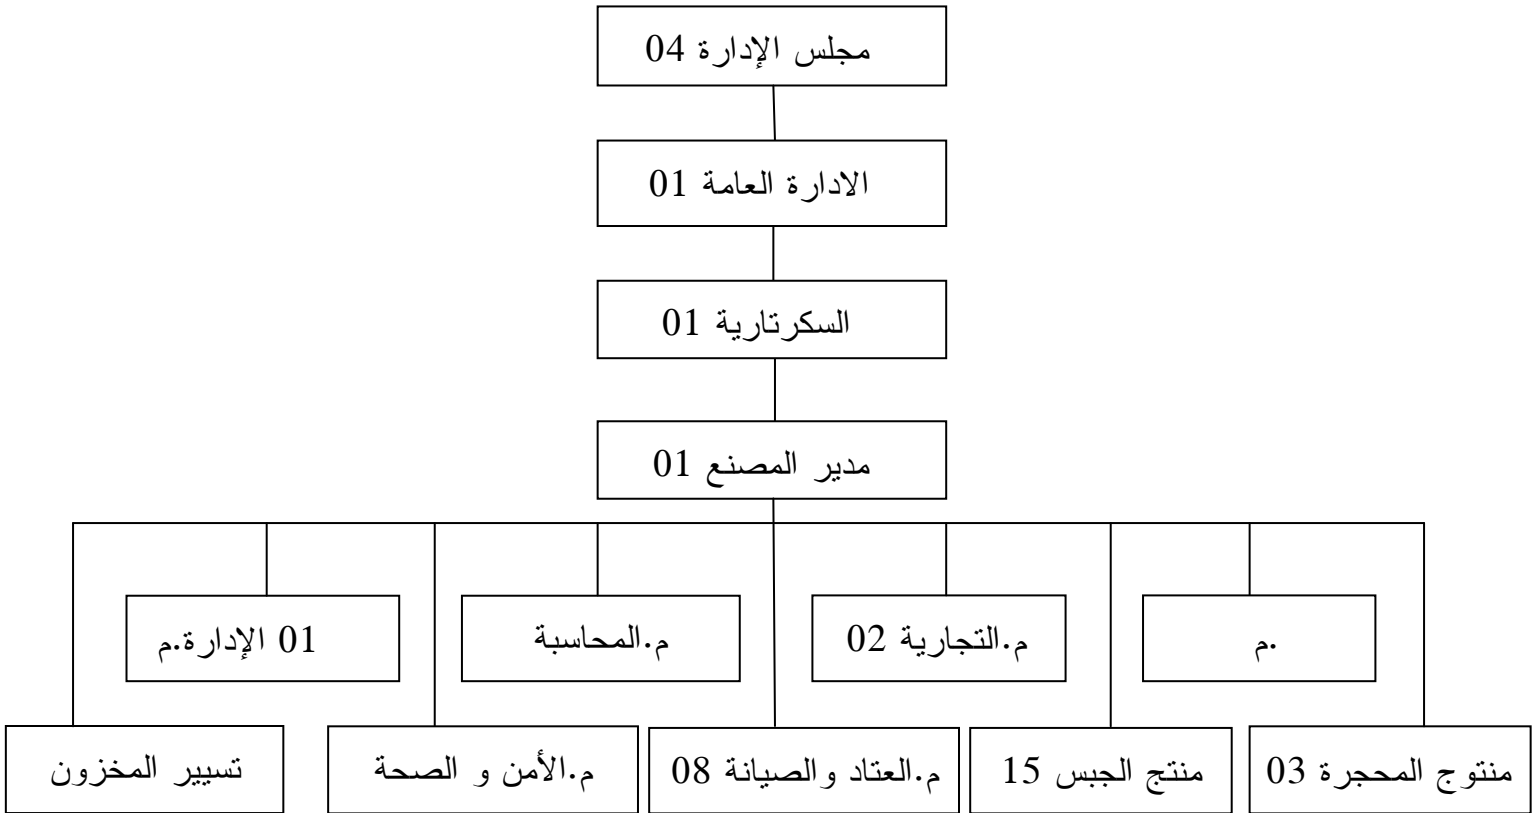 مجلس الإدارة 04
الادارة العامة 01
السكرتارية 01
مدير المصنع 01
م.
م.التجارية 02
م.المحاسبة
01 الإدارة.م
منتوج المحجرة 03
منتج الجبس 15
م.العتاد والصيانة 08
م.الأمن و الصحة
تسيير المخزون